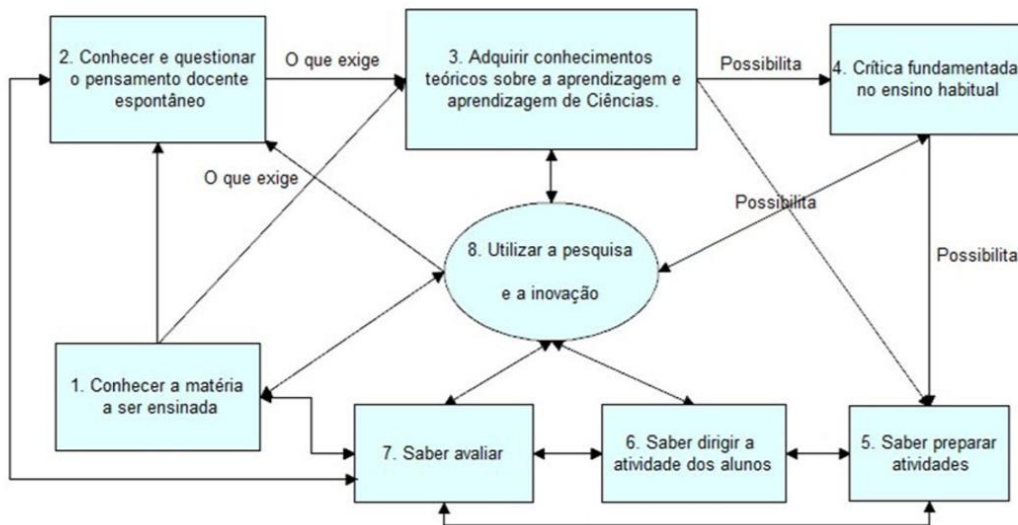 2. Conhecer e questionar
o pensamento docente
espontâneo
O que exige
3. Adquirir conhecimentos
teóricos sobre a aprendizagem e
aprendizagem de Ciências.
Possibilita
4. Crítica fundamentada
no ensino habitual
O que exige
Possibilita
8. Utilizar a pesquisa
e a inovação
Possibilita
1. Conhecer a matéria
a ser ensinada
7. Saber avaliar
6. Saber dirigir a
atividade dos alunos
5. Saber preparar
atividades